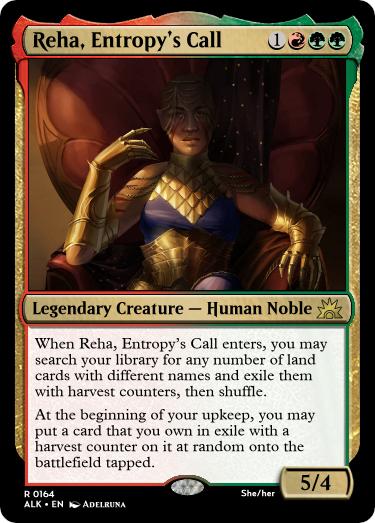 Reha, Entropy's Call 1
Legendary Creature — Human Noble
When Reha, Entropy's Call enters, you may
search your library for any number of land
cards with different names and exile them
with harvest counters, then shuffle.
At the beginning of your upkeep, you may
put a card that you own in exile with a
harvest counter on it at random onto the
battlefield tapped.
5/4
R 0164
She/her
ALK • EN Adelruna